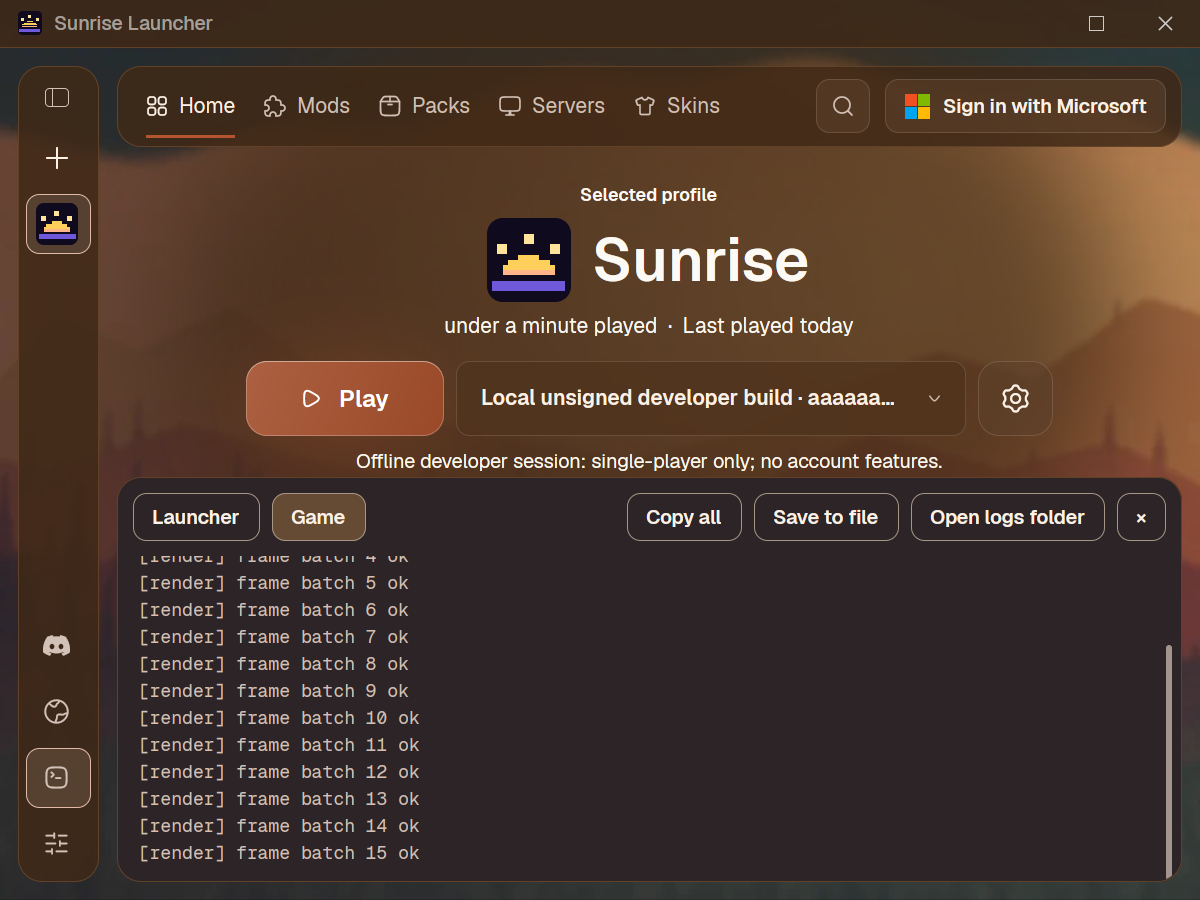 Sunrise Launcher
Home Mods Packs Servers Skins Sign in with Microsoft
Selected profile
Sunrise
under a minute played · Last played today
Play Local unsigned developer build · aaaaaa...
Offline developer session: single-player only; no account features.
Launcher Game Copy all Save to file Open logs folder ×
[render] frame batch 4 ok
[render] frame batch 5 ok
[render] frame batch 6 ok
[render] frame batch 7 ok
[render] frame batch 8 ok
[render] frame batch 9 ok
[render] frame batch 10 ok
[render] frame batch 11 ok
[render] frame batch 12 ok
[render] frame batch 13 ok
[render] frame batch 14 ok
[render] frame batch 15 ok